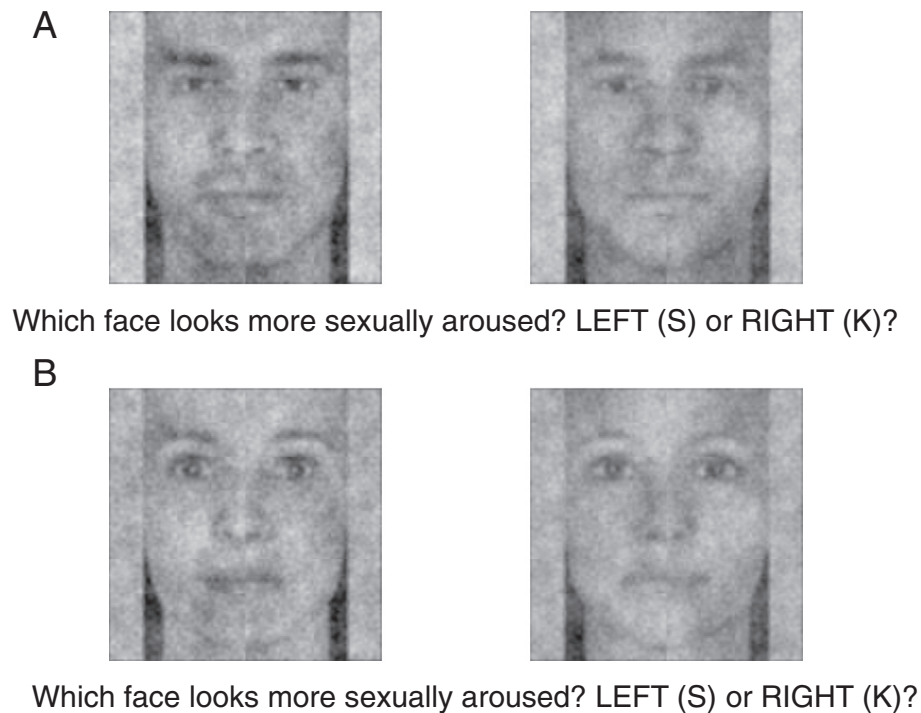 A
Which face looks more sexually aroused? LEFT (S) or RIGHT (K)?
B
Which face looks more sexually aroused? LEFT (S) or RIGHT (K)?